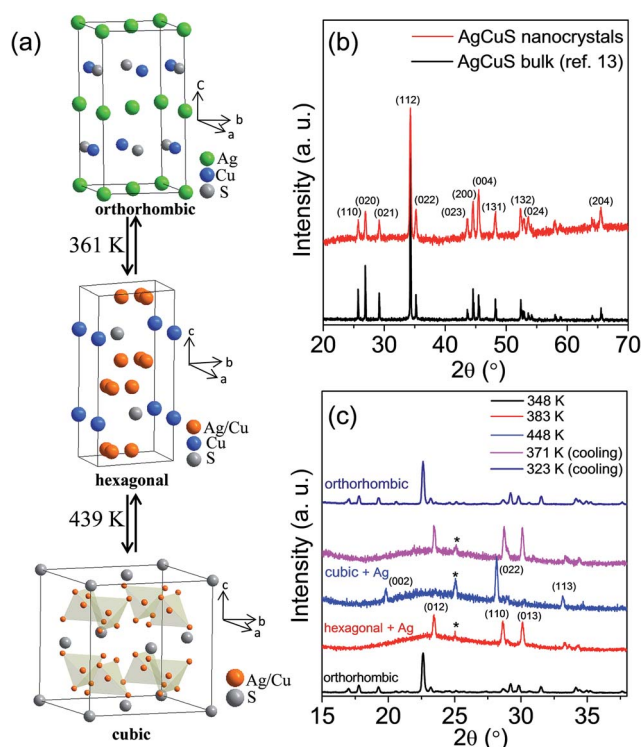 (a)
c
b
a
Ag
Cu
S
orthorhombic
361 K
c
b
a
Ag/Cu
Cu
S
hexagonal
439 K
c
b
a
Ag/Cu
S
cubic
(b)
AgCuS nanocrystals
AgCuS bulk (ref. 13)
Intensity (a. u.)
(110)
(020)
(021)
(112)
(022)
(023)
(200)
(004)
(131)
(132)
(024)
(204)
20 30 40 50 60 70
2θ (°)
(c)
348 K
383 K
448 K
371 K (cooling)
323 K (cooling)
Intensity (a. u.)
orthorhombic
*
cubic + Ag
(002)
*
(022)
(113)
hexagonal + Ag
(012)
*
(110)
(013)
orthorhombic
15 20 25 30 35
2θ (°)